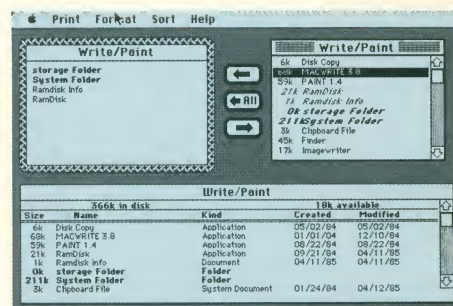 Print Format Sort Help
Write/Paint
storage Folder
System Folder
Ramdisk Info
RamDisk
All
Write/Paint
6k Disk Copy
68k MACWRITE 3.8
59k PAINT 1.4
21k RamDisk
1k Ramdisk Info
0k storage Folder
211k System Folder
3k Clipboard File
45k Finder
17k Imagewriter
Write/Paint
366k in disk 18k available
Size Name Kind Created Modified
6k Disk Copy Application 05/02/84 05/02/84
68k MACWRITE 3.8 Application 01/01/04 12/10/84
59k PAINT 1.4 Application 08/22/84 08/22/84
21k RamDisk Application 09/21/84 04/11/85
1k Ramdisk Info Document 04/11/85 04/11/85
0k storage Folder Folder
211k System Folder Folder
3k Clipboard File System Document 01/24/84 04/12/85